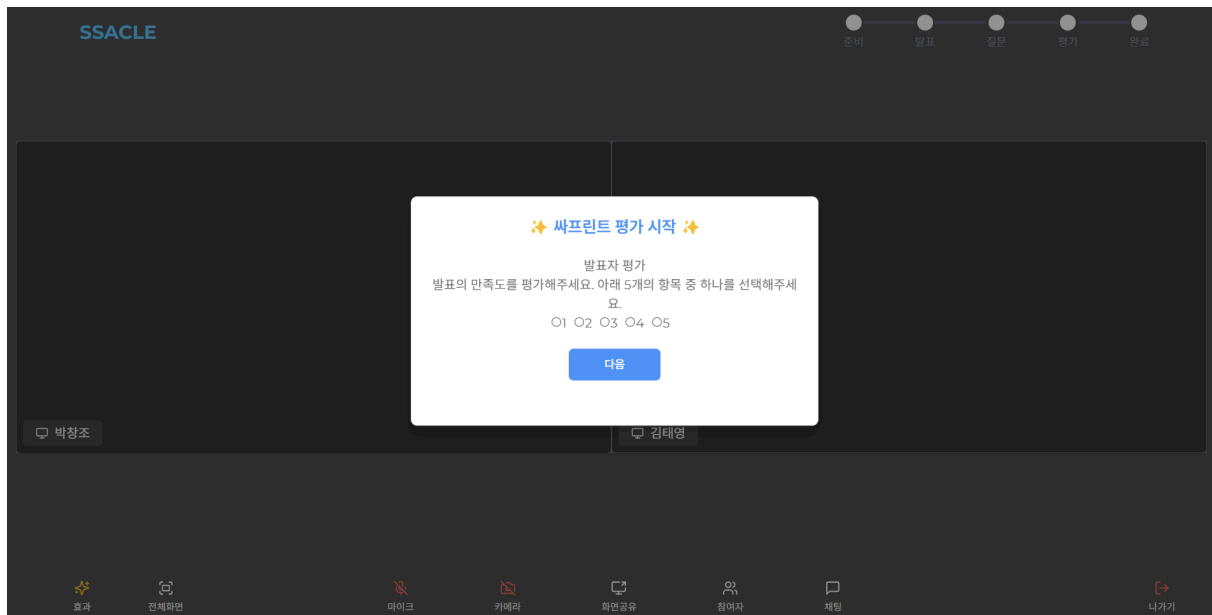 SSACLE
준비 발표 질문 평가 완료
✨ 싸프린트 평가 시작 ✨
발표자 평가
발표의 만족도를 평가해주세요. 아래 5개의 항목 중 하나를 선택해주세
요.
1 2 3 4 5
다음
박창조 김태영
효과 전체화면 마이크 카메라 화면공유 참여자 채팅 나가기